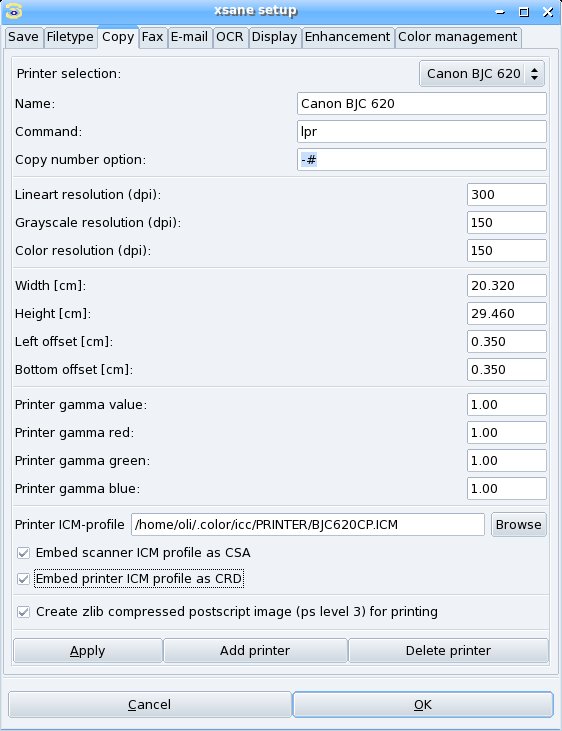 xsane setup
Save Filetype Copy Fax E-mail OCR Display Enhancement Color management
Printer selection: Canon BJC 620
Name: Canon BJC 620
Command: lpr
Copy number option: -#
Lineart resolution (dpi): 300
Grayscale resolution (dpi): 150
Color resolution (dpi): 150
Width [cm]: 20.320
Height [cm]: 29.460
Left offset [cm]: 0.350
Bottom offset [cm]: 0.350
Printer gamma value: 1.00
Printer gamma red: 1.00
Printer gamma green: 1.00
Printer gamma blue: 1.00
Printer ICM-profile /home/oli/.color/icc/PRINTER/BJC620CP.ICM Browse
Embed scanner ICM profile as CSA
Embed printer ICM profile as CRD
Create zlib compressed postscript image (ps level 3) for printing
Apply Add printer Delete printer
Cancel OK